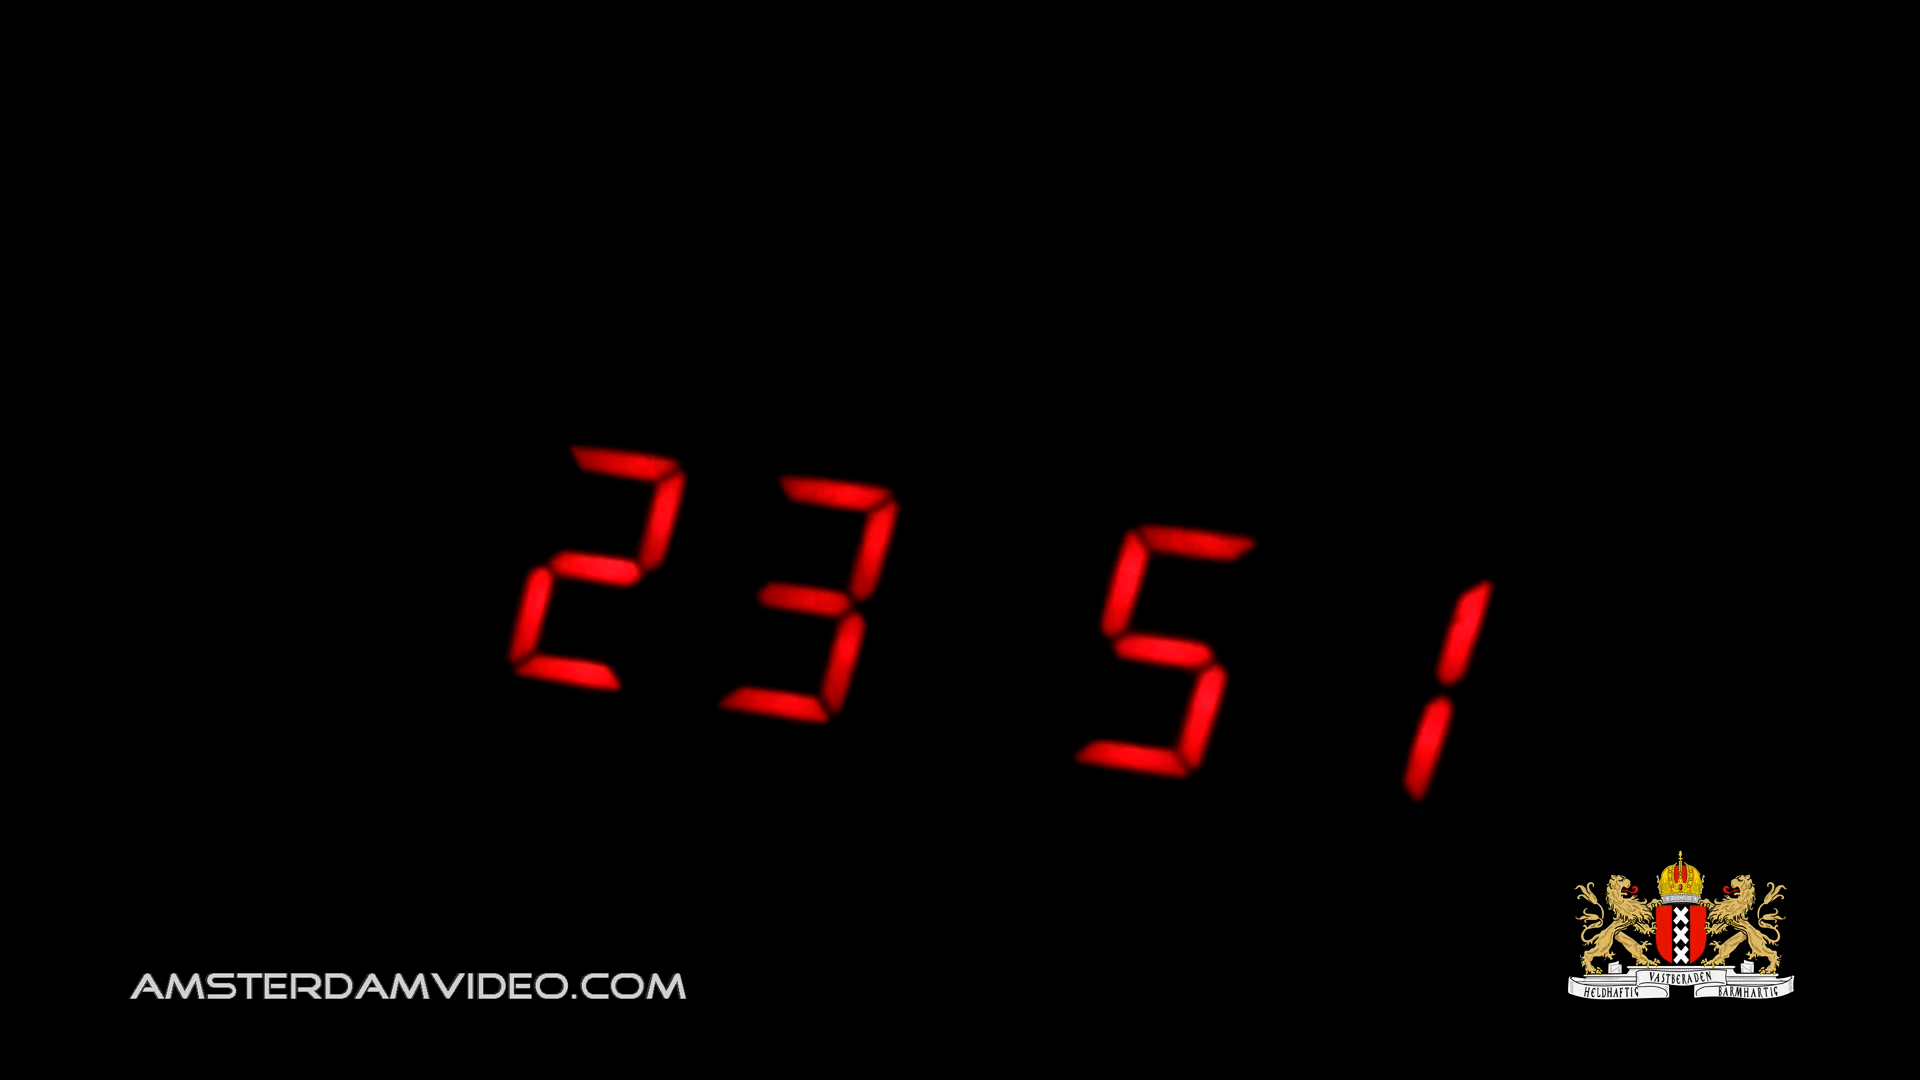 23 51
AMSTERDAMVIDEO.COM
HELDHAFTIG VASTBERADEN BARMHARTIG